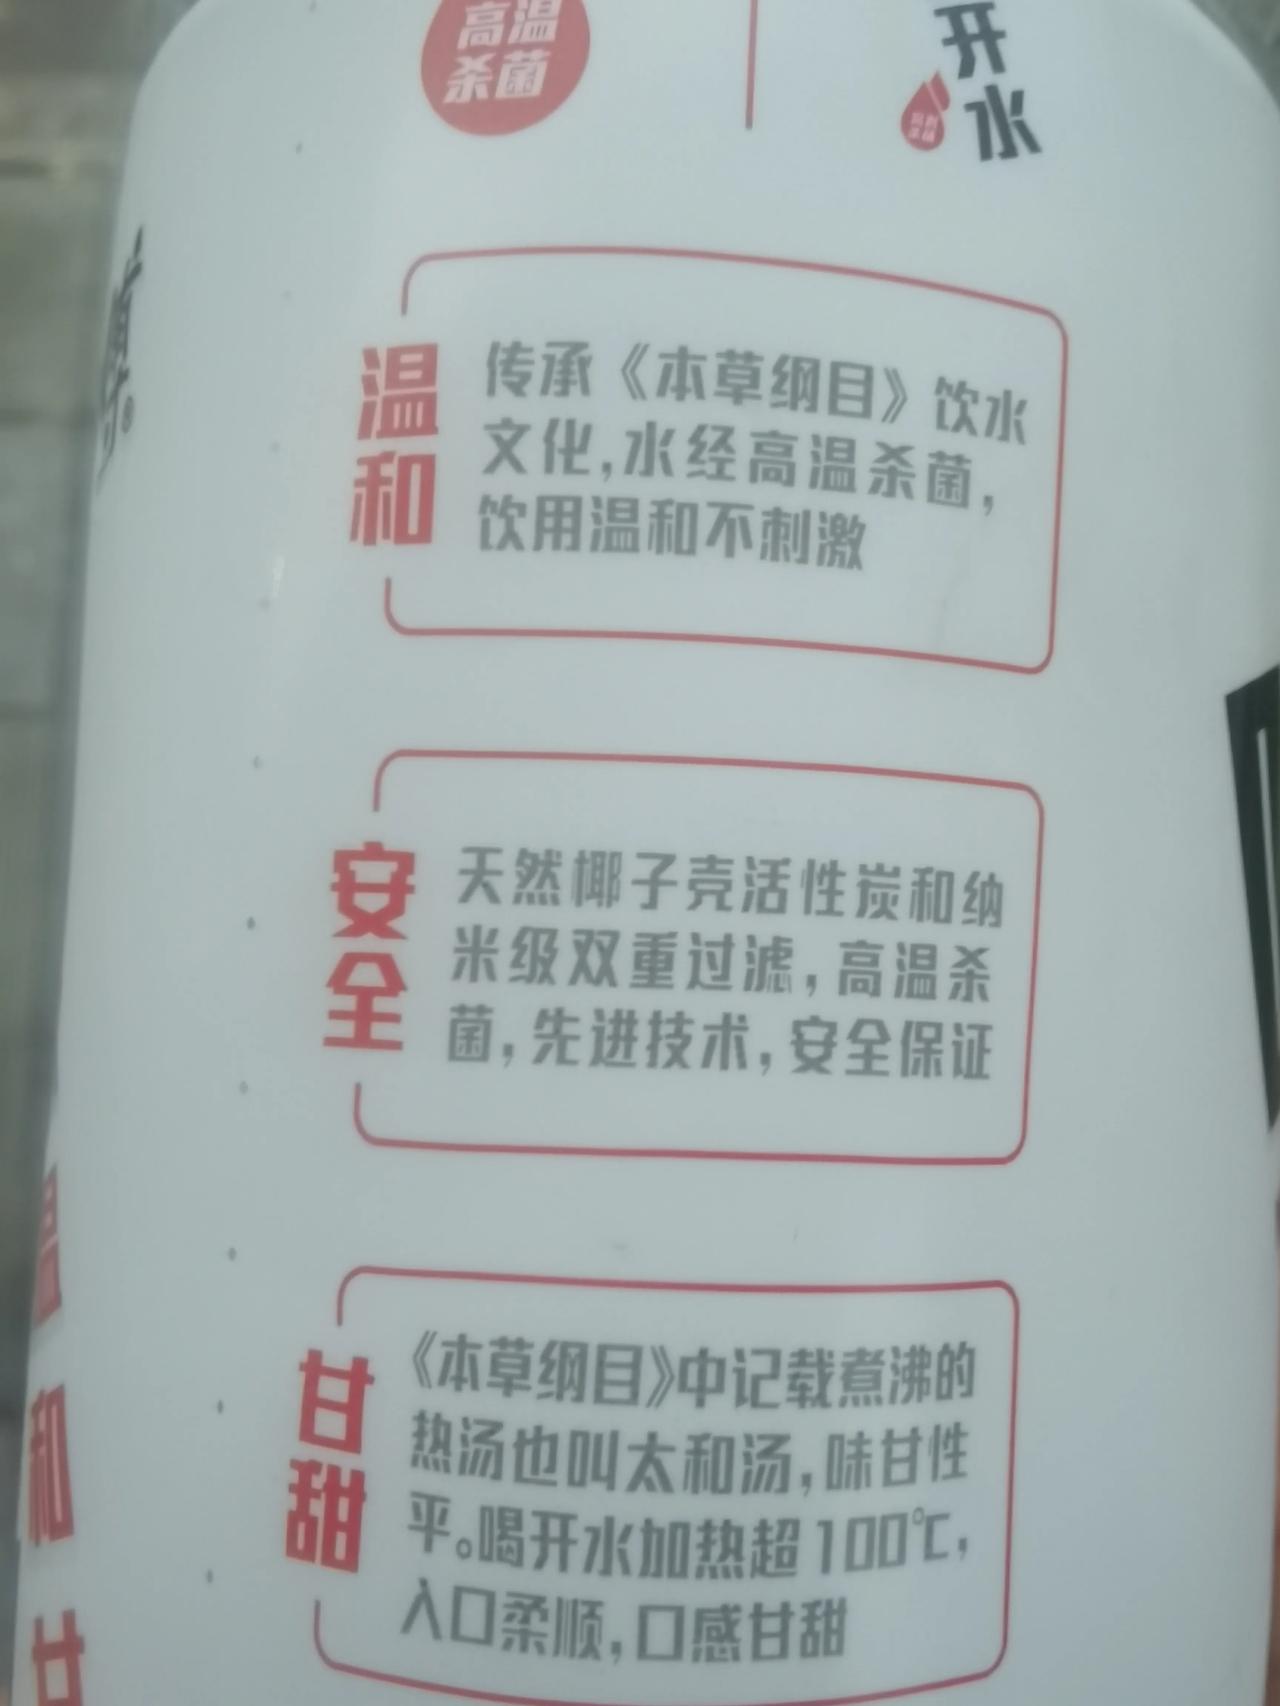 高温
杀菌
开
水
温
和
传承《本草纲目》饮水
文化,水经高温杀菌,
饮用温和不刺激
安
全
天然椰子壳活性炭和纳
米级双重过滤,高温杀
菌,先进技术,安全保证
甘
甜
《本草纲目》中记载煮沸的
热汤也叫太和汤,味甘性
平。喝开水加热超100℃,
入口柔顺,口感甘甜
温
和
甘